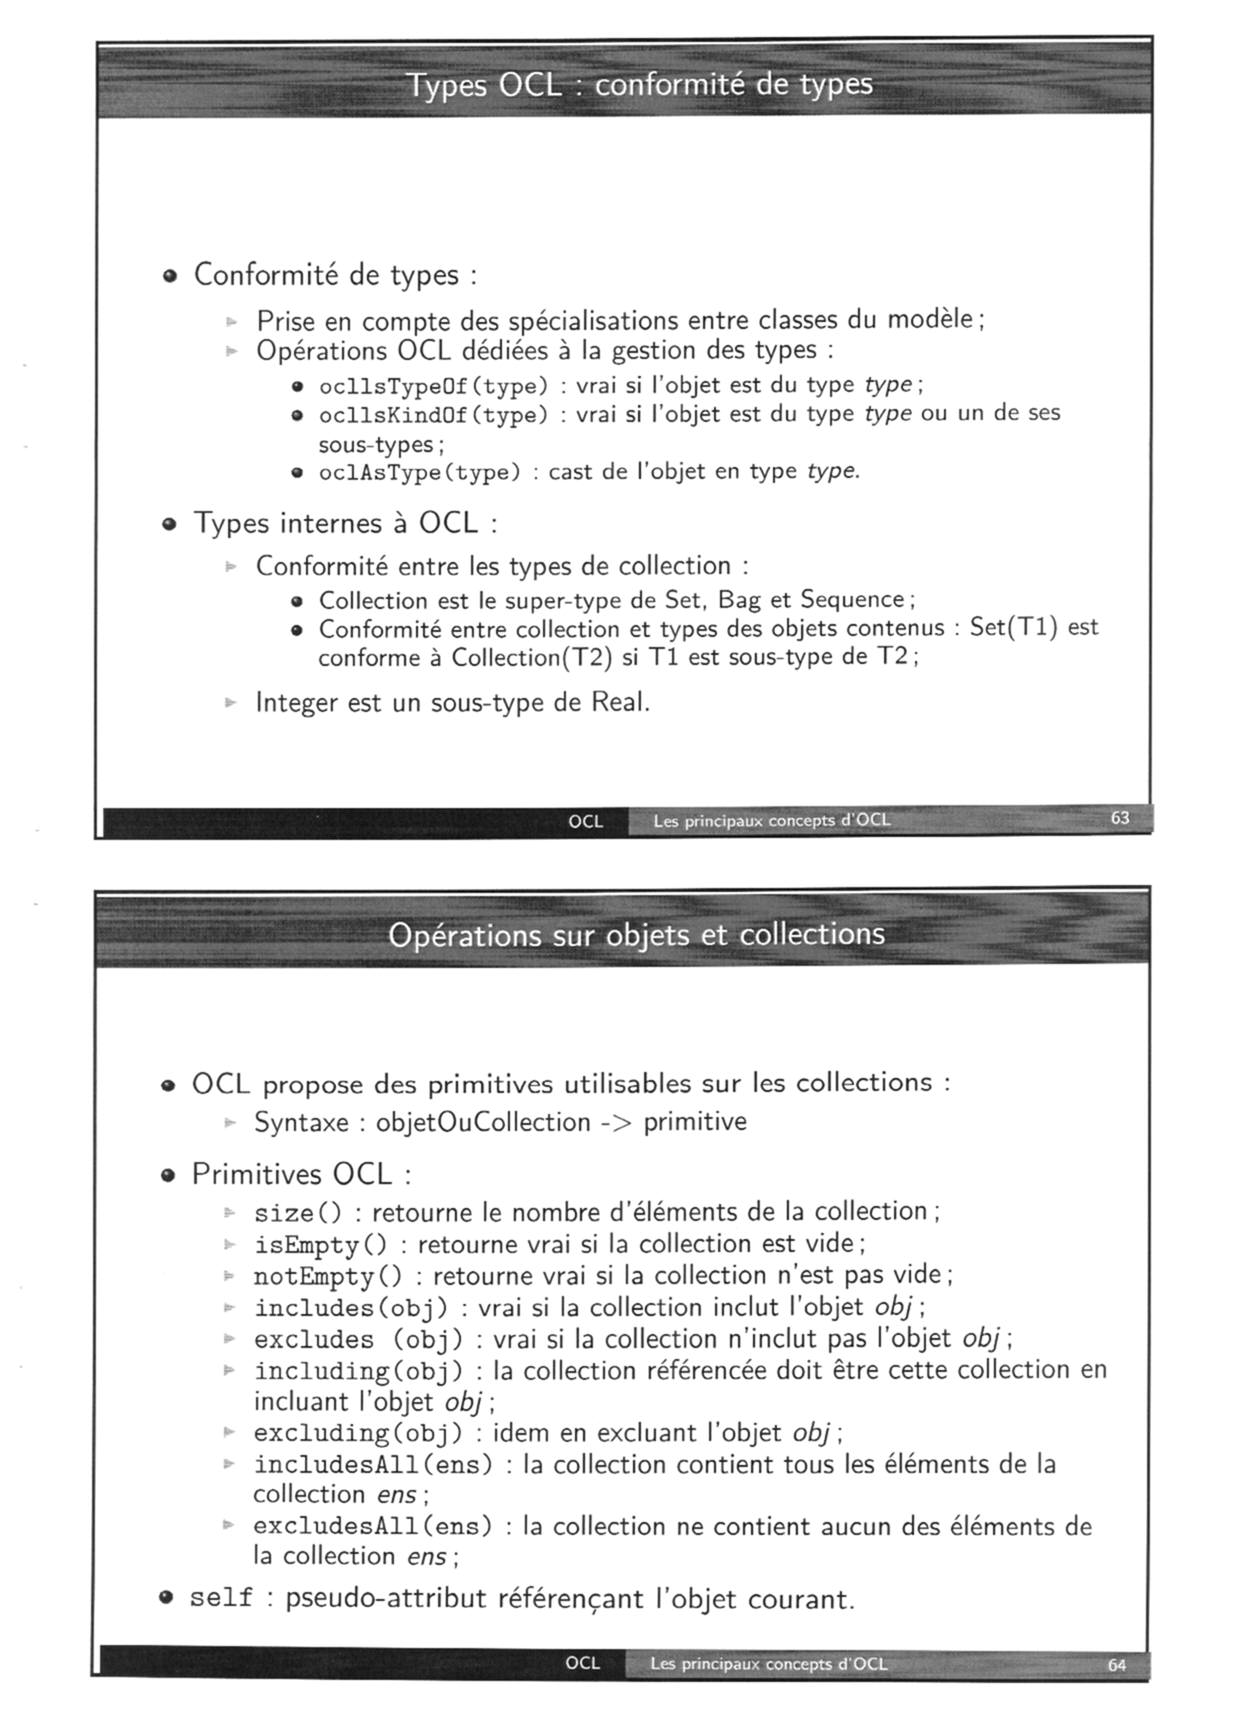 Types OCL : conformité de types
• Conformité de types :
► Prise en compte des spécialisations entre classes du modèle ;
► Opérations OCL dédiées à la gestion des types :
• ocllsTypeOf(type) : vrai si l'objet est du type type ;
• ocllsKindOf(type) : vrai si l'objet est du type type ou un de ses
sous-types ;
• oclAsType(type) : cast de l'objet en type type.
• Types internes à OCL :
► Conformité entre les types de collection :
• Collection est le super-type de Set, Bag et Sequence ;
• Conformité entre collection et types des objets contenus : Set(T1) est
conforme à Collection(T2) si T1 est sous-type de T2 ;
► Integer est un sous-type de Real.
OCL Les principaux concepts d'OCL 63
Opérations sur objets et collections
• OCL propose des primitives utilisables sur les collections :
► Syntaxe : objetOuCollection -> primitive
• Primitives OCL :
► size() : retourne le nombre d'éléments de la collection ;
► isEmpty() : retourne vrai si la collection est vide ;
► notEmpty() : retourne vrai si la collection n'est pas vide ;
► includes(obj) : vrai si la collection inclut l'objet obj ;
► excludes (obj) : vrai si la collection n'inclut pas l'objet obj ;
► including(obj) : la collection référencée doit être cette collection en
incluant l'objet obj ;
► excluding(obj) : idem en excluant l'objet obj ;
► includesAll(ens) : la collection contient tous les éléments de la
collection ens ;
► excludesAll(ens) : la collection ne contient aucun des éléments de
la collection ens ;
• self : pseudo-attribut référençant l'objet courant.
OCL Les principaux concepts d'OCL 64